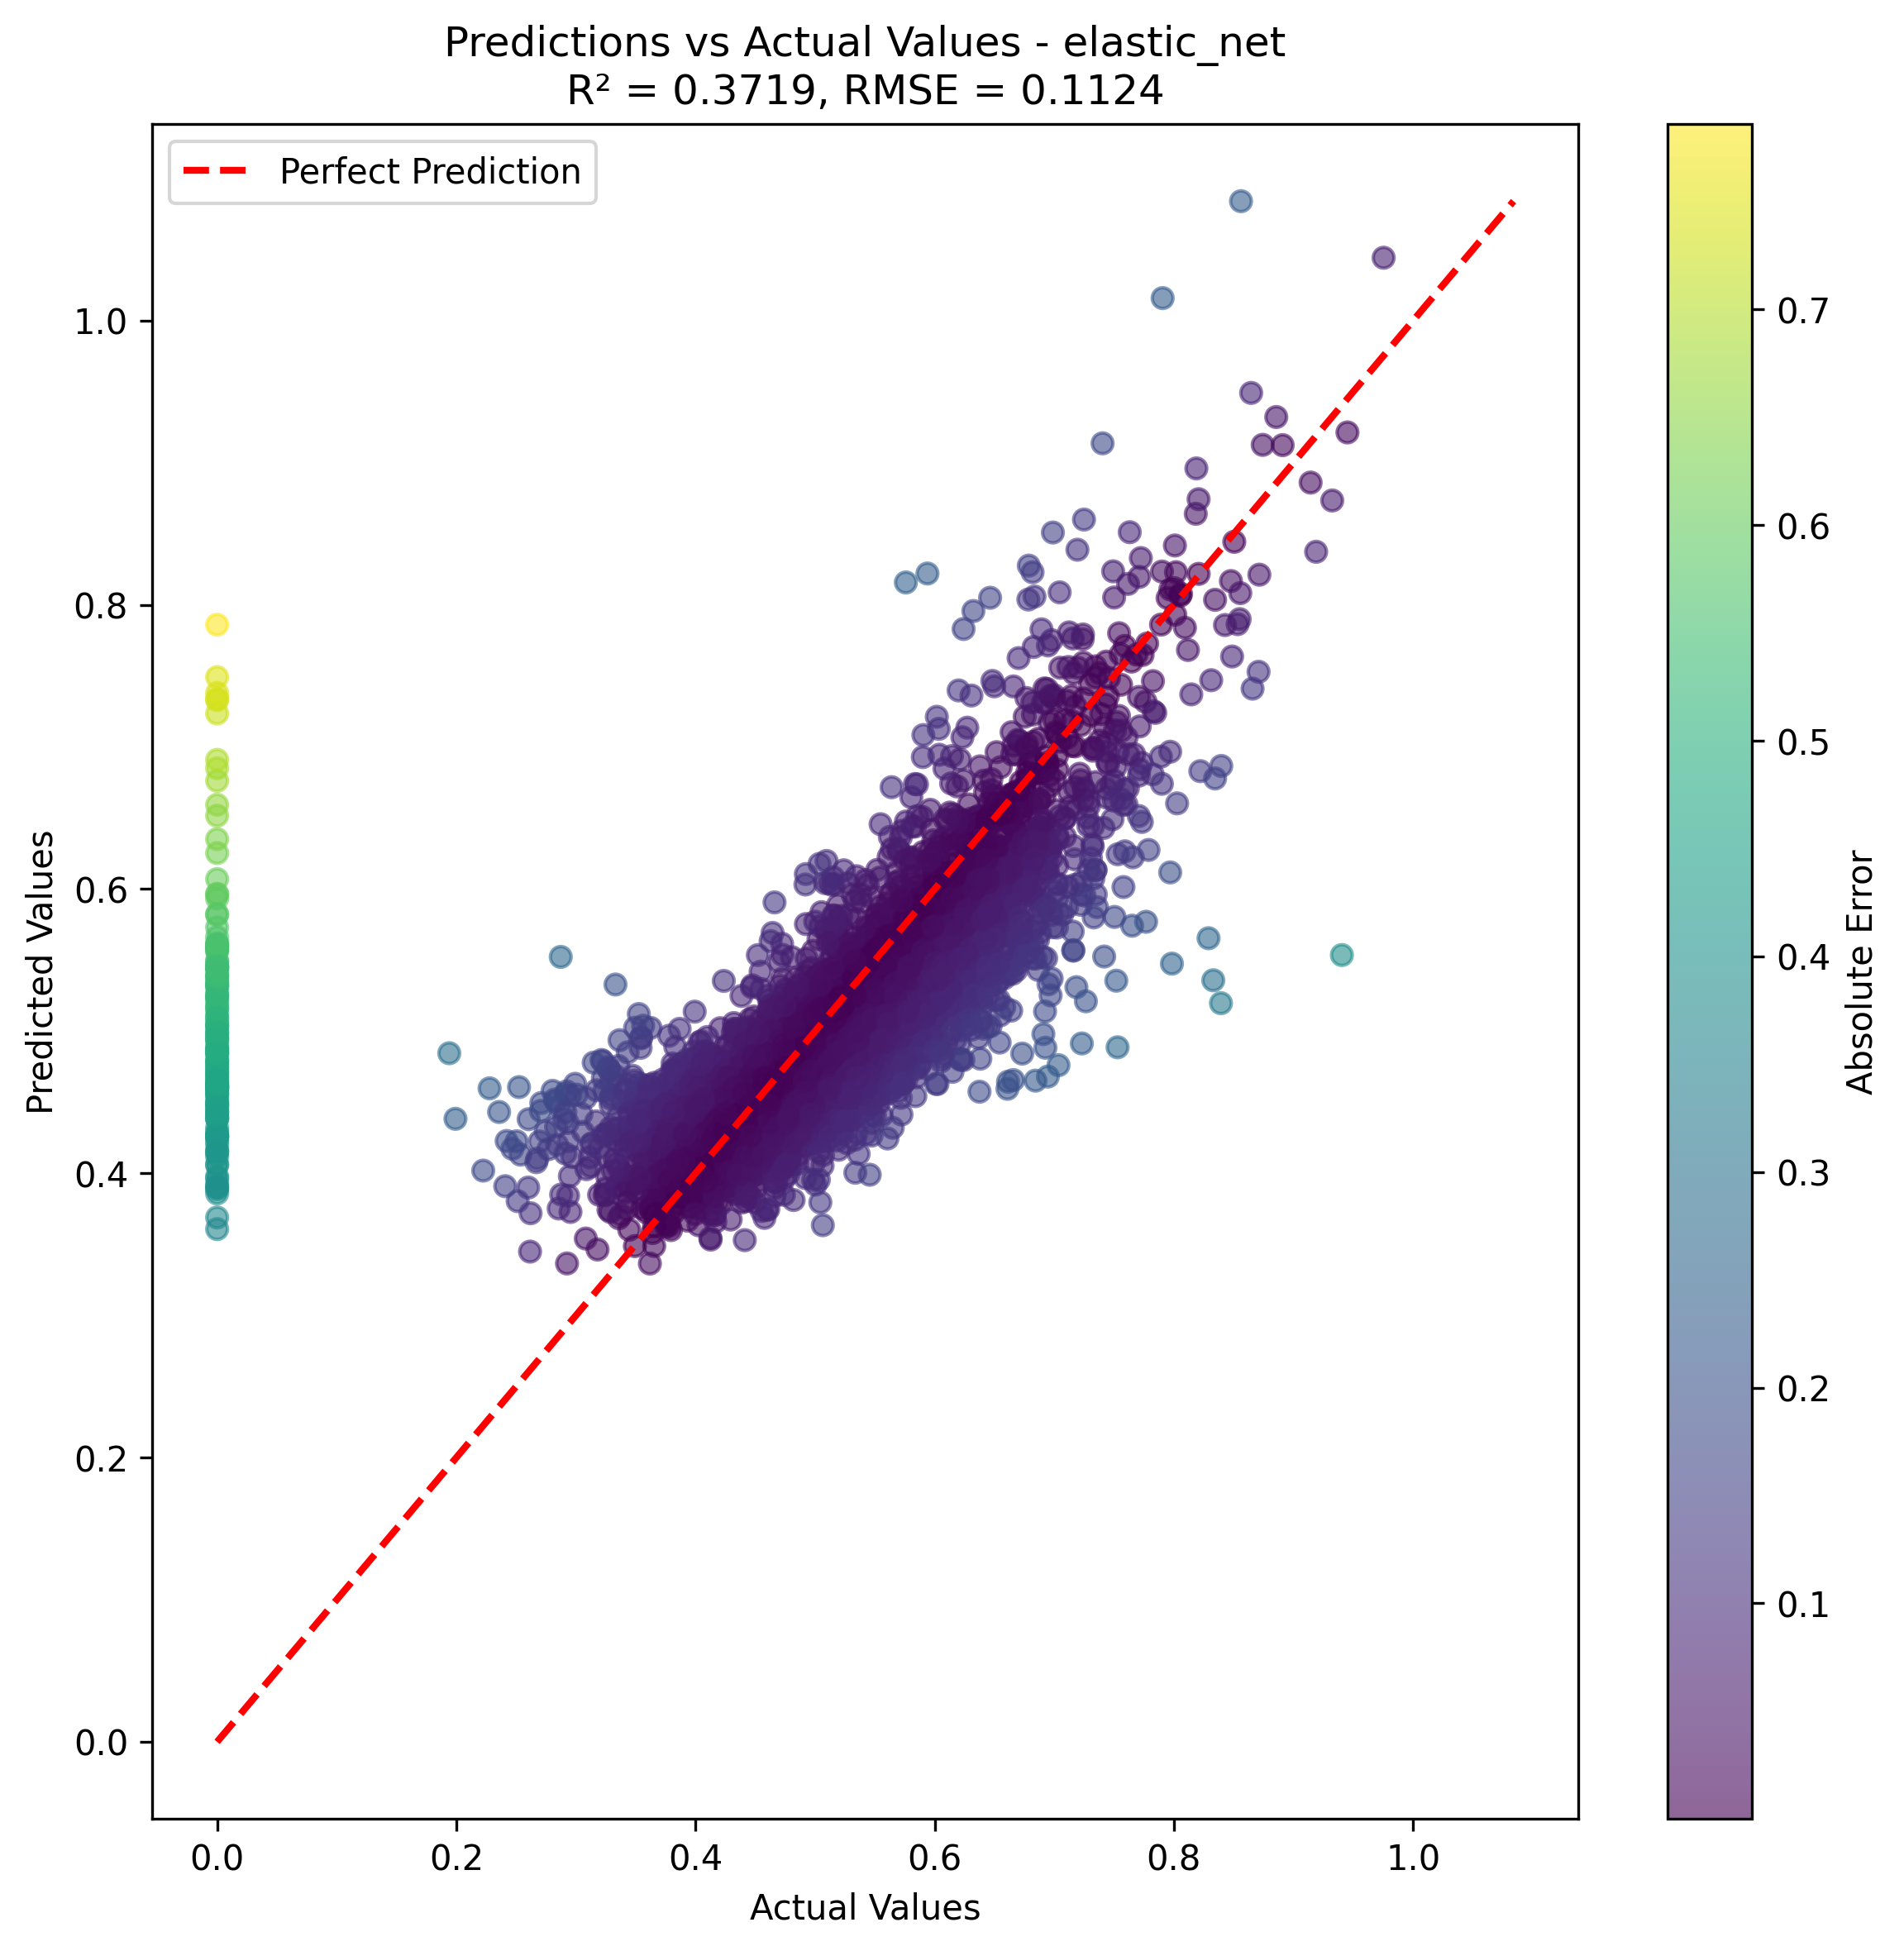 Predictions vs Actual Values - elastic_net
R² = 0.3719, RMSE = 0.1124
Perfect Prediction
1.0
0.8
0.6
0.4
0.2
0.0
Predicted Values
0.0 0.2 0.4 0.6 0.8 1.0
Actual Values
0.7
0.6
0.5
0.4
0.3
0.2
0.1
Absolute Error